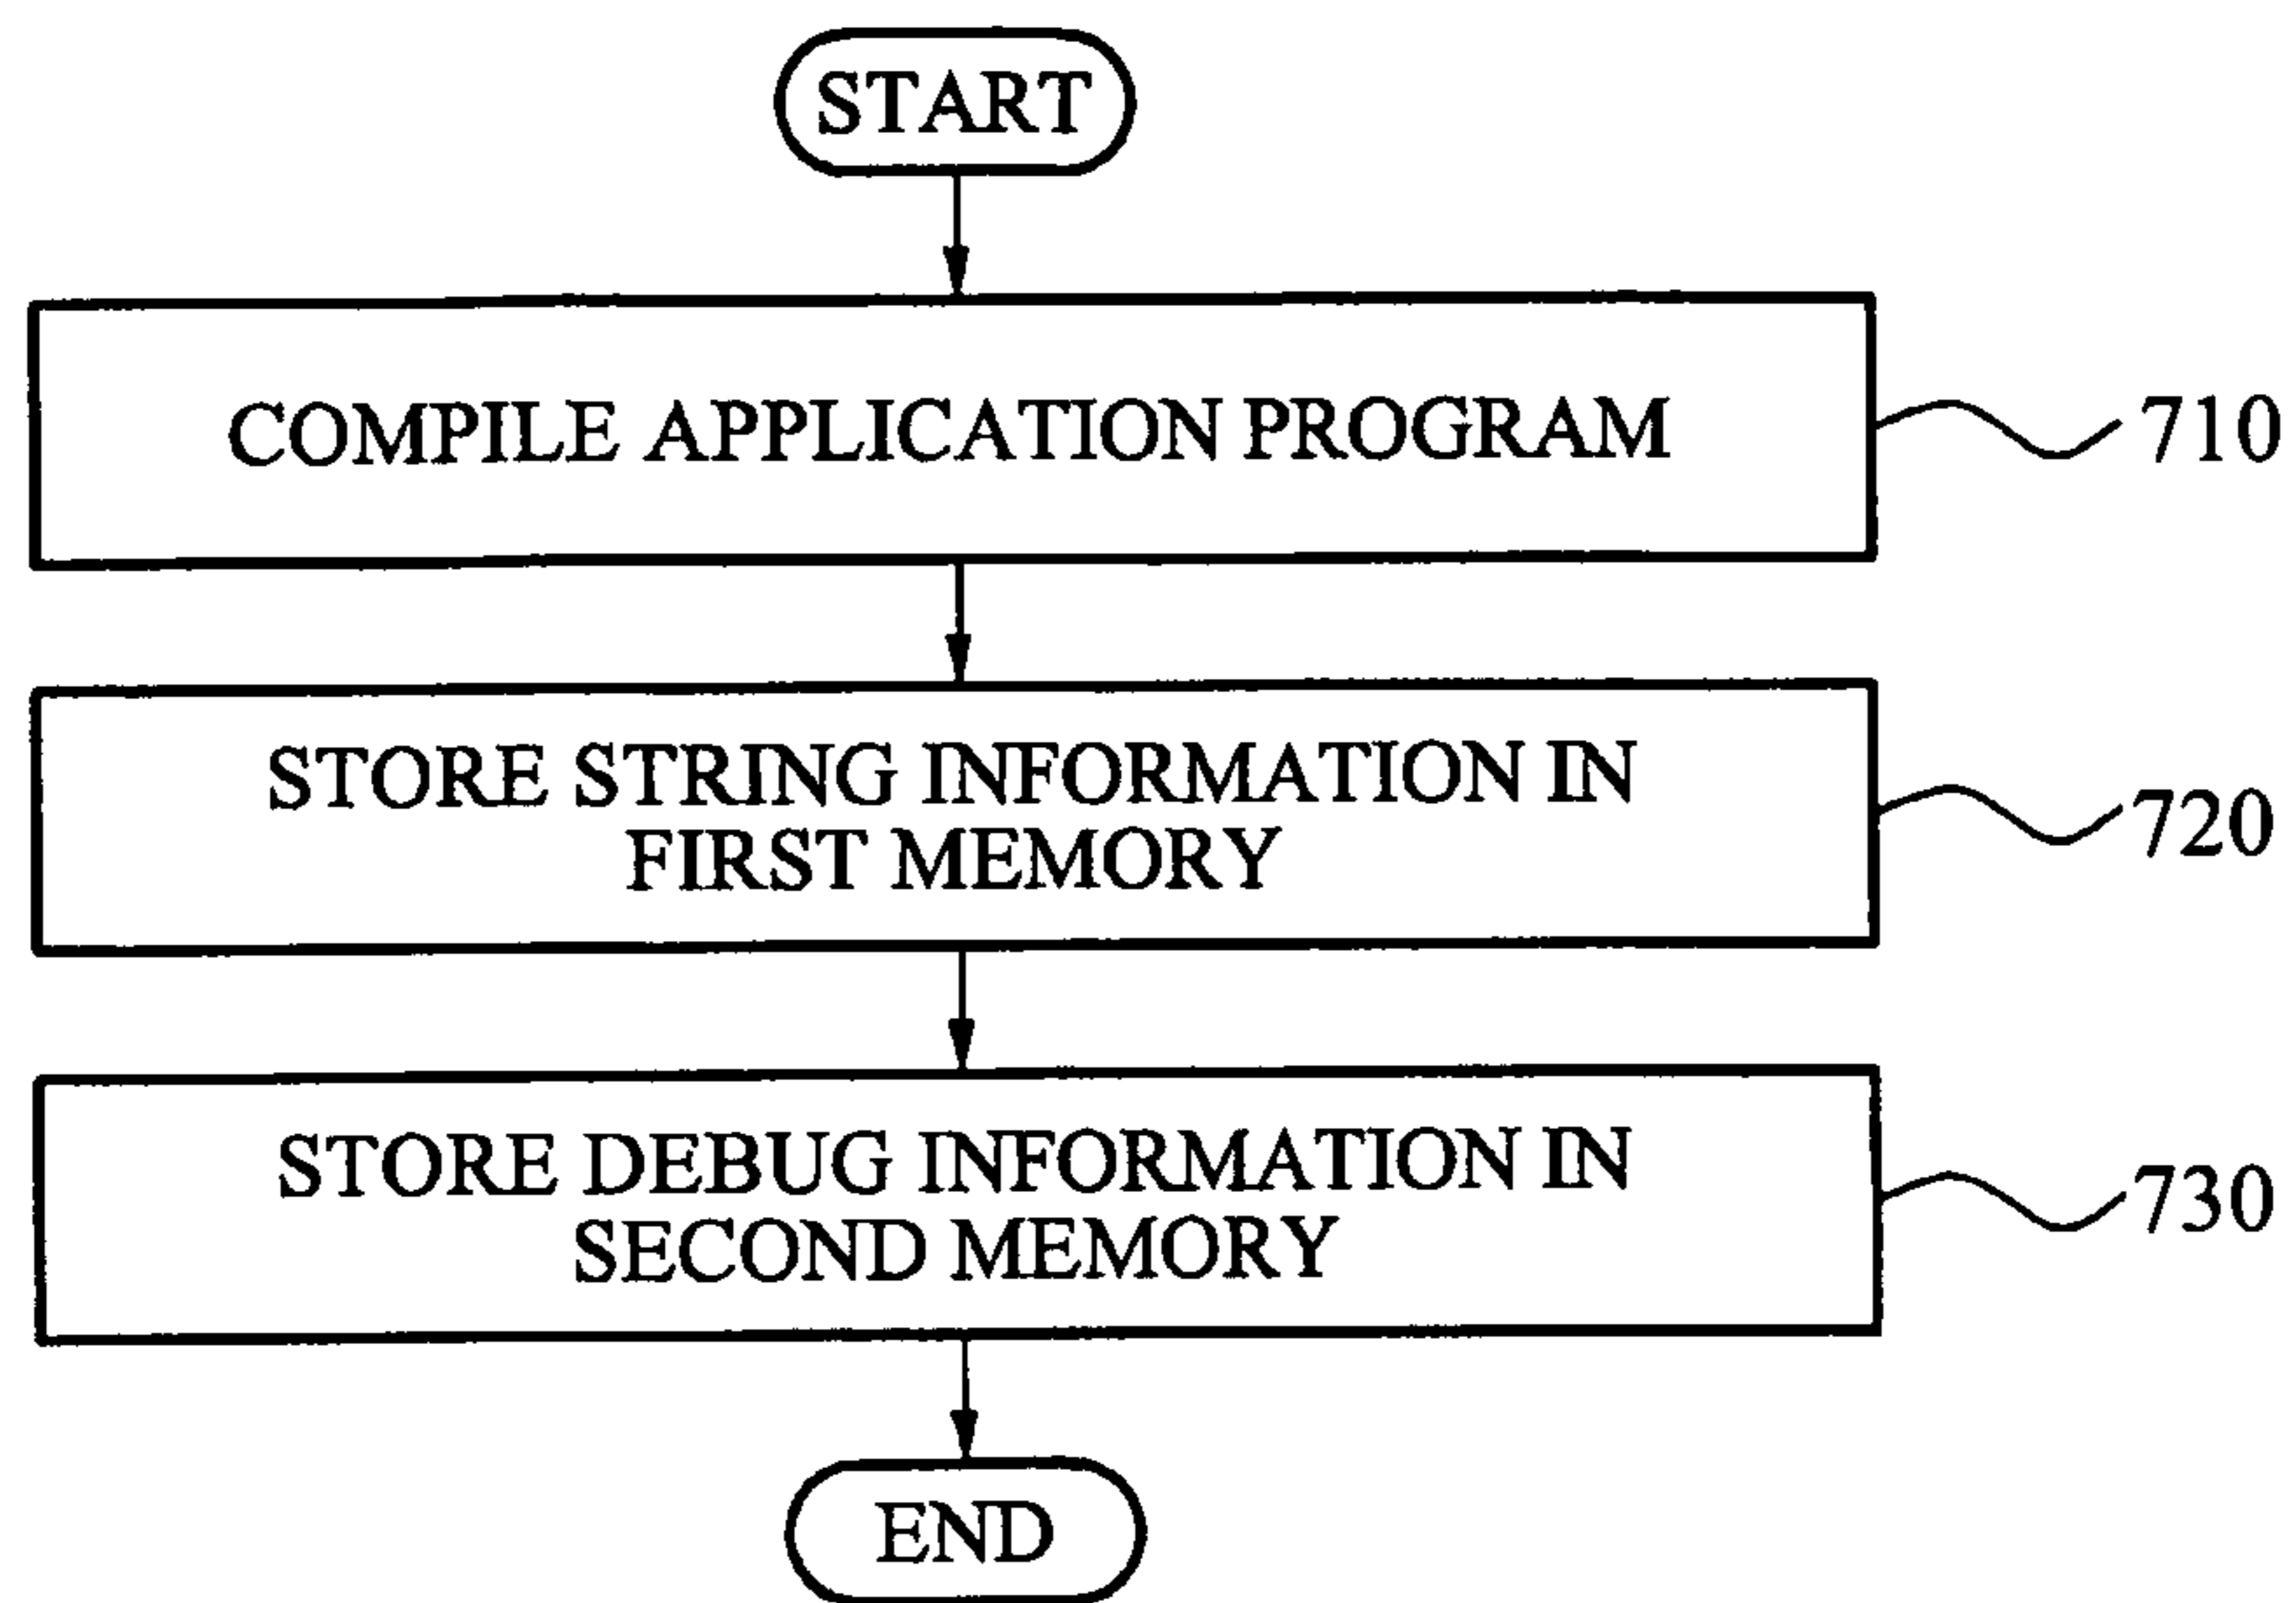 START
COMPILE APPLICATION PROGRAM
710
STORE STRING INFORMATION IN
FIRST MEMORY
720
STORE DEBUG INFORMATION IN
SECOND MEMORY
730
END